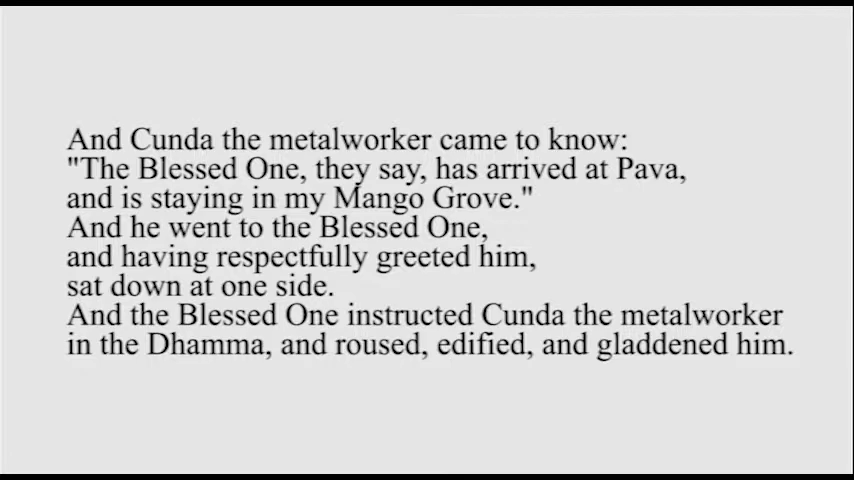 And Cunda the metalworker came to know:
"The Blessed One, they say, has arrived at Pava,
and is staying in my Mango Grove."
And he went to the Blessed One,
and having respectfully greeted him,
sat down at one side.
And the Blessed One instructed Cunda the metalworker
in the Dhamma, and roused, edified, and gladdened him.